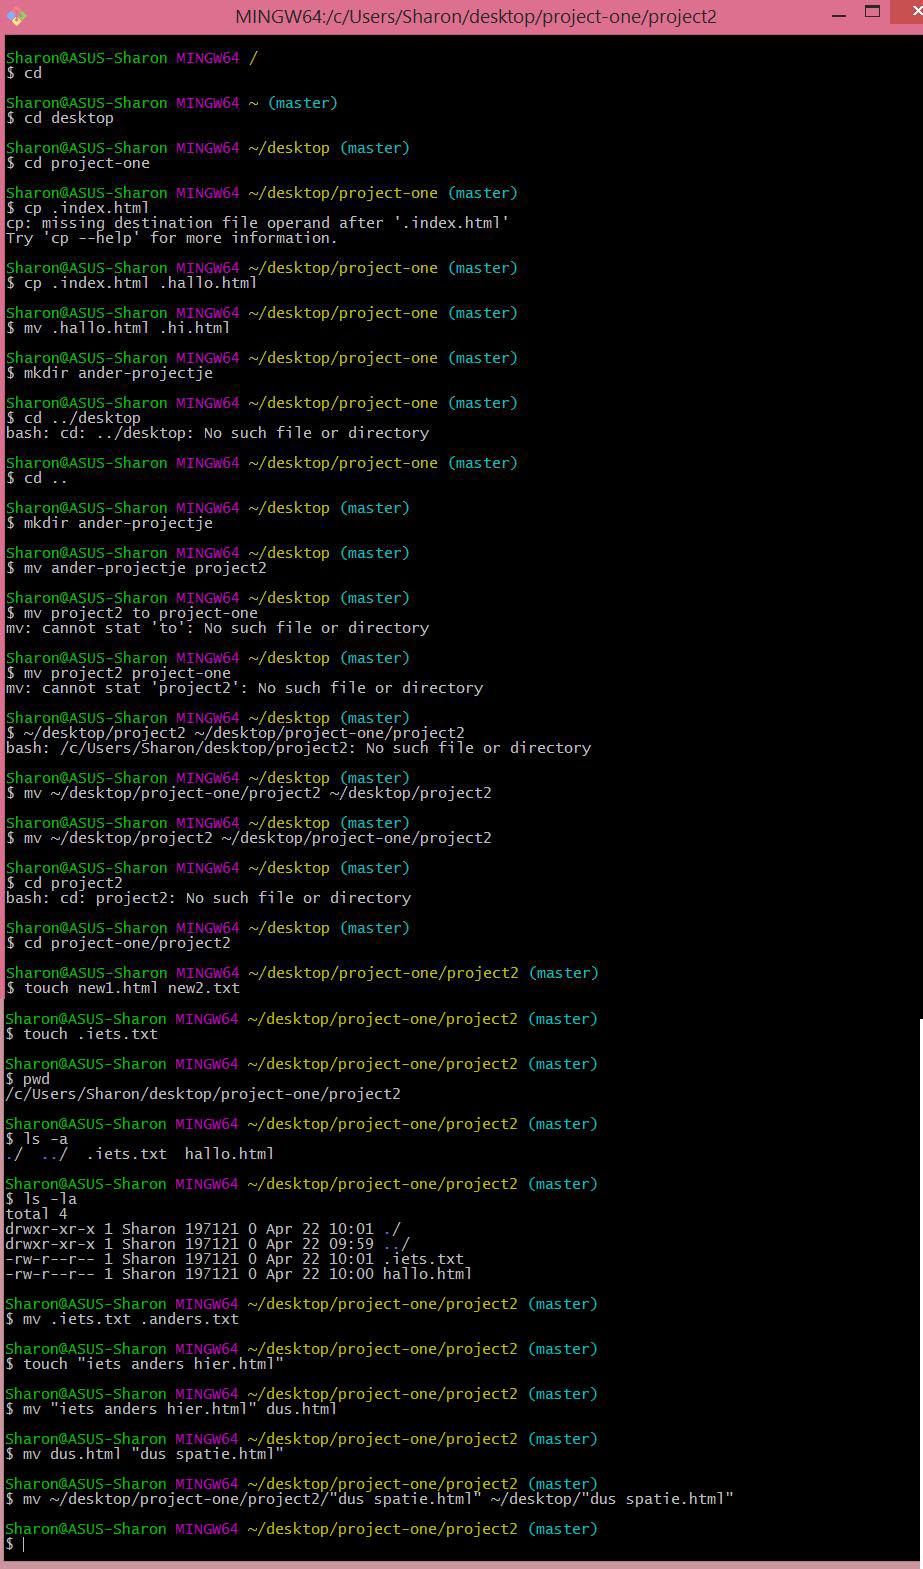 MINGW64:/c/Users/Sharon/desktop/project-one/project2
Sharon@ASUS-Sharon MINGW64 /
$ cd
Sharon@ASUS-Sharon MINGW64 ~ (master)
$ cd desktop
Sharon@ASUS-Sharon MINGW64 ~/desktop (master)
$ cd project-one
Sharon@ASUS-Sharon MINGW64 ~/desktop/project-one (master)
$ cp .index.html
cp: missing destination file operand after '.index.html'
Try 'cp --help' for more information.
Sharon@ASUS-Sharon MINGW64 ~/desktop/project-one (master)
$ cp .index.html .hallo.html
Sharon@ASUS-Sharon MINGW64 ~/desktop/project-one (master)
$ mv .hallo.html .hi.html
Sharon@ASUS-Sharon MINGW64 ~/desktop/project-one (master)
$ mkdir ander-projectje
Sharon@ASUS-Sharon MINGW64 ~/desktop/project-one (master)
$ cd ../desktop
bash: cd: ../desktop: No such file or directory
Sharon@ASUS-Sharon MINGW64 ~/desktop/project-one (master)
$ cd ..
Sharon@ASUS-Sharon MINGW64 ~/desktop (master)
$ mkdir ander-projectje
Sharon@ASUS-Sharon MINGW64 ~/desktop (master)
$ mv ander-projectje project2
Sharon@ASUS-Sharon MINGW64 ~/desktop (master)
$ mv project2 to project-one
mv: cannot stat 'to': No such file or directory
Sharon@ASUS-Sharon MINGW64 ~/desktop (master)
$ mv project2 project-one
mv: cannot stat 'project2': No such file or directory
Sharon@ASUS-Sharon MINGW64 ~/desktop (master)
$ ~/desktop/project2 ~/desktop/project-one/project2
bash: /c/Users/Sharon/desktop/project2: No such file or directory
Sharon@ASUS-Sharon MINGW64 ~/desktop (master)
$ mv ~/desktop/project-one/project2 ~/desktop/project2
Sharon@ASUS-Sharon MINGW64 ~/desktop (master)
$ mv ~/desktop/project2 ~/desktop/project-one/project2
Sharon@ASUS-Sharon MINGW64 ~/desktop (master)
$ cd project2
bash: cd: project2: No such file or directory
Sharon@ASUS-Sharon MINGW64 ~/desktop (master)
$ cd project-one/project2
Sharon@ASUS-Sharon MINGW64 ~/desktop/project-one/project2 (master)
$ touch new1.html new2.txt
Sharon@ASUS-Sharon MINGW64 ~/desktop/project-one/project2 (master)
$ touch .iets.txt
Sharon@ASUS-Sharon MINGW64 ~/desktop/project-one/project2 (master)
$ pwd
/c/Users/Sharon/desktop/project-one/project2
Sharon@ASUS-Sharon MINGW64 ~/desktop/project-one/project2 (master)
$ ls -a
./ ../ .iets.txt hallo.html
Sharon@ASUS-Sharon MINGW64 ~/desktop/project-one/project2 (master)
$ ls -la
total 4
drwxr-xr-x 1 Sharon 197121 0 Apr 22 10:01 ./
drwxr-xr-x 1 Sharon 197121 0 Apr 22 09:59 ../
-rw-r--r-- 1 Sharon 197121 0 Apr 22 10:01 .iets.txt
-rw-r--r-- 1 Sharon 197121 0 Apr 22 10:00 hallo.html
Sharon@ASUS-Sharon MINGW64 ~/desktop/project-one/project2 (master)
$ mv .iets.txt .anders.txt
Sharon@ASUS-Sharon MINGW64 ~/desktop/project-one/project2 (master)
$ touch "iets anders hier.html"
Sharon@ASUS-Sharon MINGW64 ~/desktop/project-one/project2 (master)
$ mv "iets anders hier.html" dus.html
Sharon@ASUS-Sharon MINGW64 ~/desktop/project-one/project2 (master)
$ mv dus.html "dus spatie.html"
Sharon@ASUS-Sharon MINGW64 ~/desktop/project-one/project2 (master)
$ mv ~/desktop/project-one/project2/"dus spatie.html" ~/desktop/"dus spatie.html"
Sharon@ASUS-Sharon MINGW64 ~/desktop/project-one/project2 (master)
$